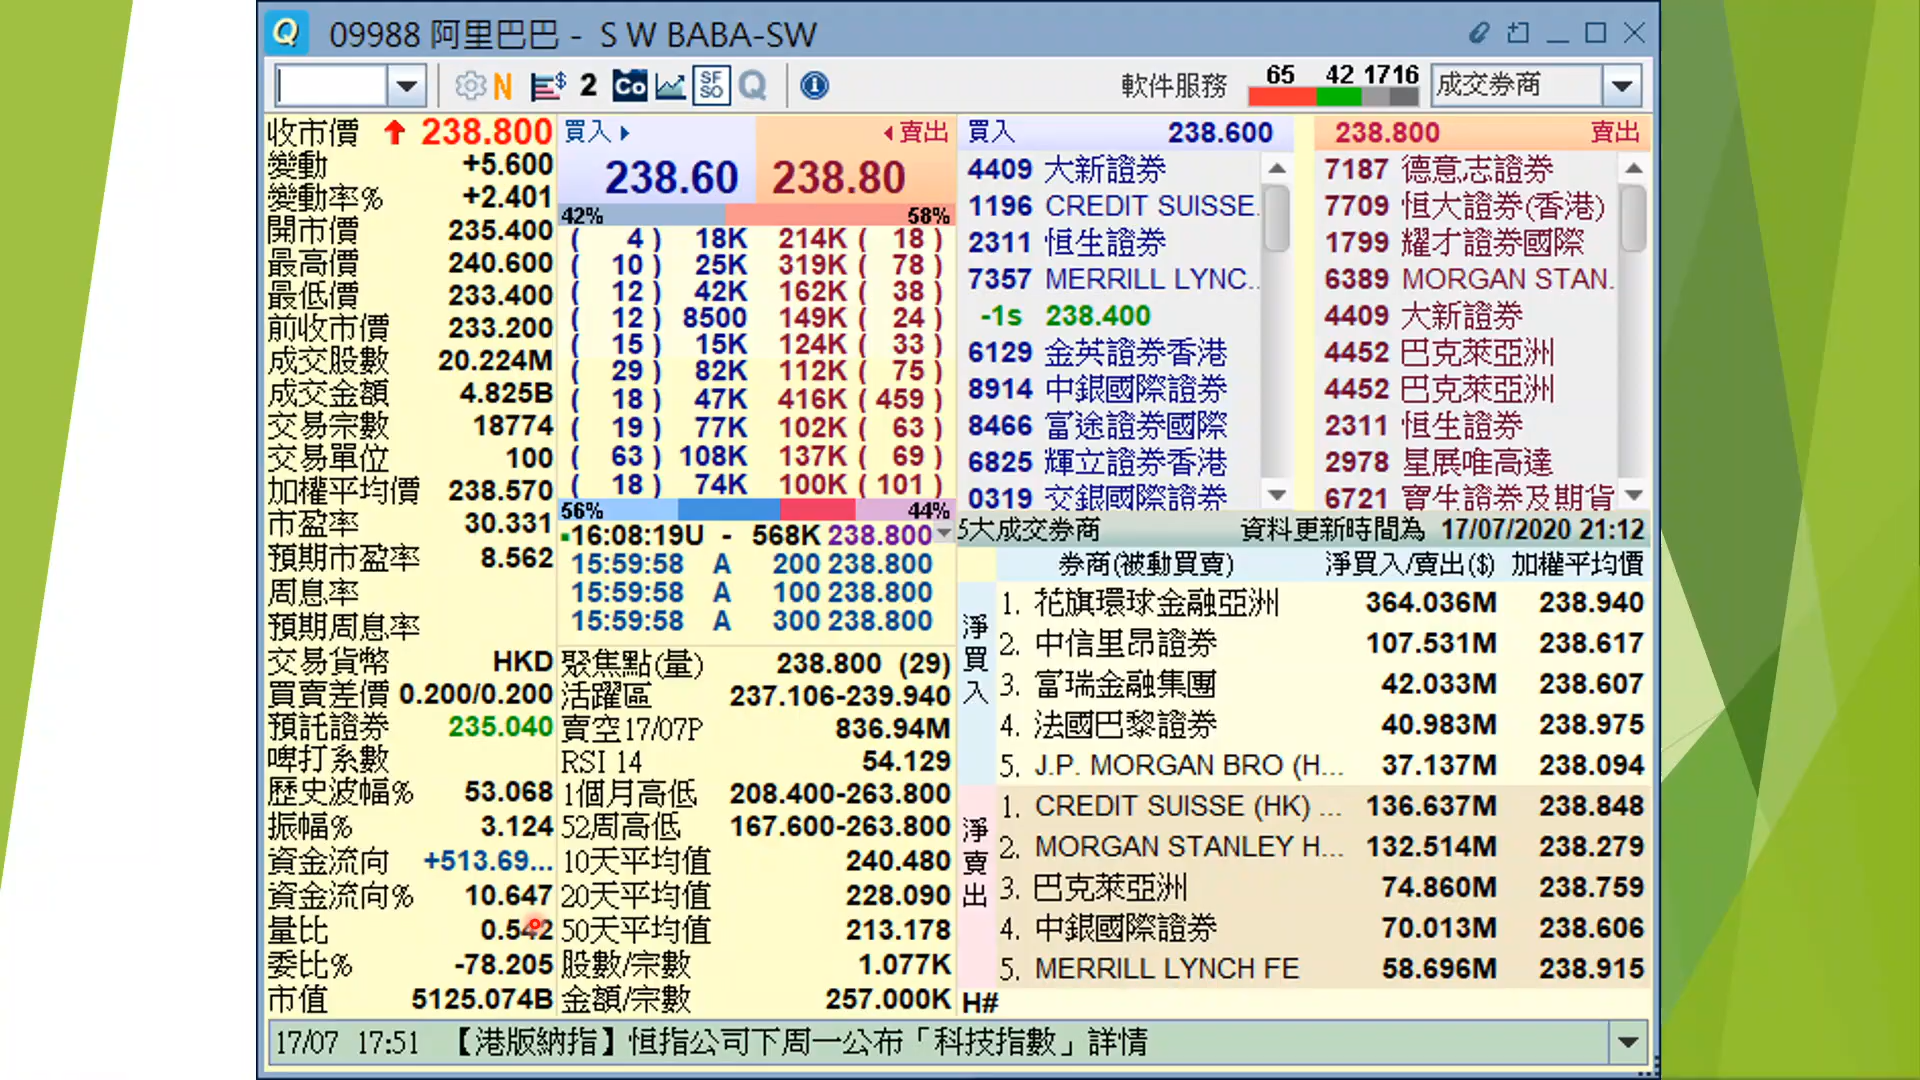 09988 阿里巴巴 - S W BABA-SW
N $ 2 Co SF SO Q 軟件服務 65 42 17 16 成交券商
收市價 238.800
變動 +5.600
變動率% +2.401
開市價 235.400
最高價 240.600
最低價 233.400
前收市價 233.200
成交股數 20.224M
成交金額 4.825B
交易宗數 18774
交易單位 100
加權平均價 238.570
市盈率 30.331
預期市盈率 8.562
周息率
預期周息率
交易貨幣 HKD
買賣差價 0.200/0.200
預託證券 235.040
啤打系數
歷史波幅% 53.068
振幅% 3.124
資金流向 +513.69...
資金流向% 10.647
量比 0.542
委比% -78.205
市值 5125.074B
買入 賣出
238.60 238.80
42% 58%
( 4 ) 18K 214K ( 18 )
( 10 ) 25K 319K ( 78 )
( 12 ) 42K 162K ( 38 )
( 12 ) 8500 149K ( 24 )
( 15 ) 15K 124K ( 33 )
( 29 ) 82K 112K ( 75 )
( 18 ) 47K 416K ( 459 )
( 19 ) 77K 102K ( 63 )
( 63 ) 108K 137K ( 69 )
( 18 ) 74K 100K ( 101 )
56% 44%
16:08:19U - 568K 238.800
15:59:58 A 200 238.800
15:59:58 A 100 238.800
15:59:58 A 300 238.800
聚焦點(量) 238.800 (29)
活躍區 237.106-239.940
賣空17/07P 836.94M
RSI 14 54.129
1個月高低 208.400-263.800
52周高低 167.600-263.800
10天平均值 240.480
20天平均值 228.090
50天平均值 213.178
股數/宗數 1.077K
金額/宗數 257.000K
買入 238.600
4409 大新證券
1196 CREDIT SUISSE.
2311 恒生證券
7357 MERRILL LYNC..
-1s 238.400
6129 金英證券香港
8914 中銀國際證券
8466 富途證券國際
6825 輝立證券香港
0319 交銀國際證券
238.800 賣出
7187 德意志證券
7709 恒大證券(香港)
1799 耀才證券國際
6389 MORGAN STAN.
4409 大新證券
4452 巴克萊亞洲
4452 巴克萊亞洲
2311 恒生證券
2978 星展唯高達
6721 寶生證券及期貨
5大成交券商 資料更新時間為 17/07/2020 21:12
券商(被動買賣) 淨買入/賣出($) 加權平均價
淨買入
1. 花旗環球金融亞洲 364.036M 238.940
2. 中信里昂證券 107.531M 238.617
3. 富瑞金融集團 42.033M 238.607
4. 法國巴黎證券 40.983M 238.975
5. J.P. MORGAN BRO (H... 37.137M 238.094
淨賣出
1. CREDIT SUISSE (HK) ... 136.637M 238.848
2. MORGAN STANLEY H... 132.514M 238.279
3. 巴克萊亞洲 74.860M 238.759
4. 中銀國際證券 70.013M 238.606
5. MERRILL LYNCH FE 58.696M 238.915
H#
17/07 17:51 【港版納指】恒指公司下周一公布「科技指數」詳情